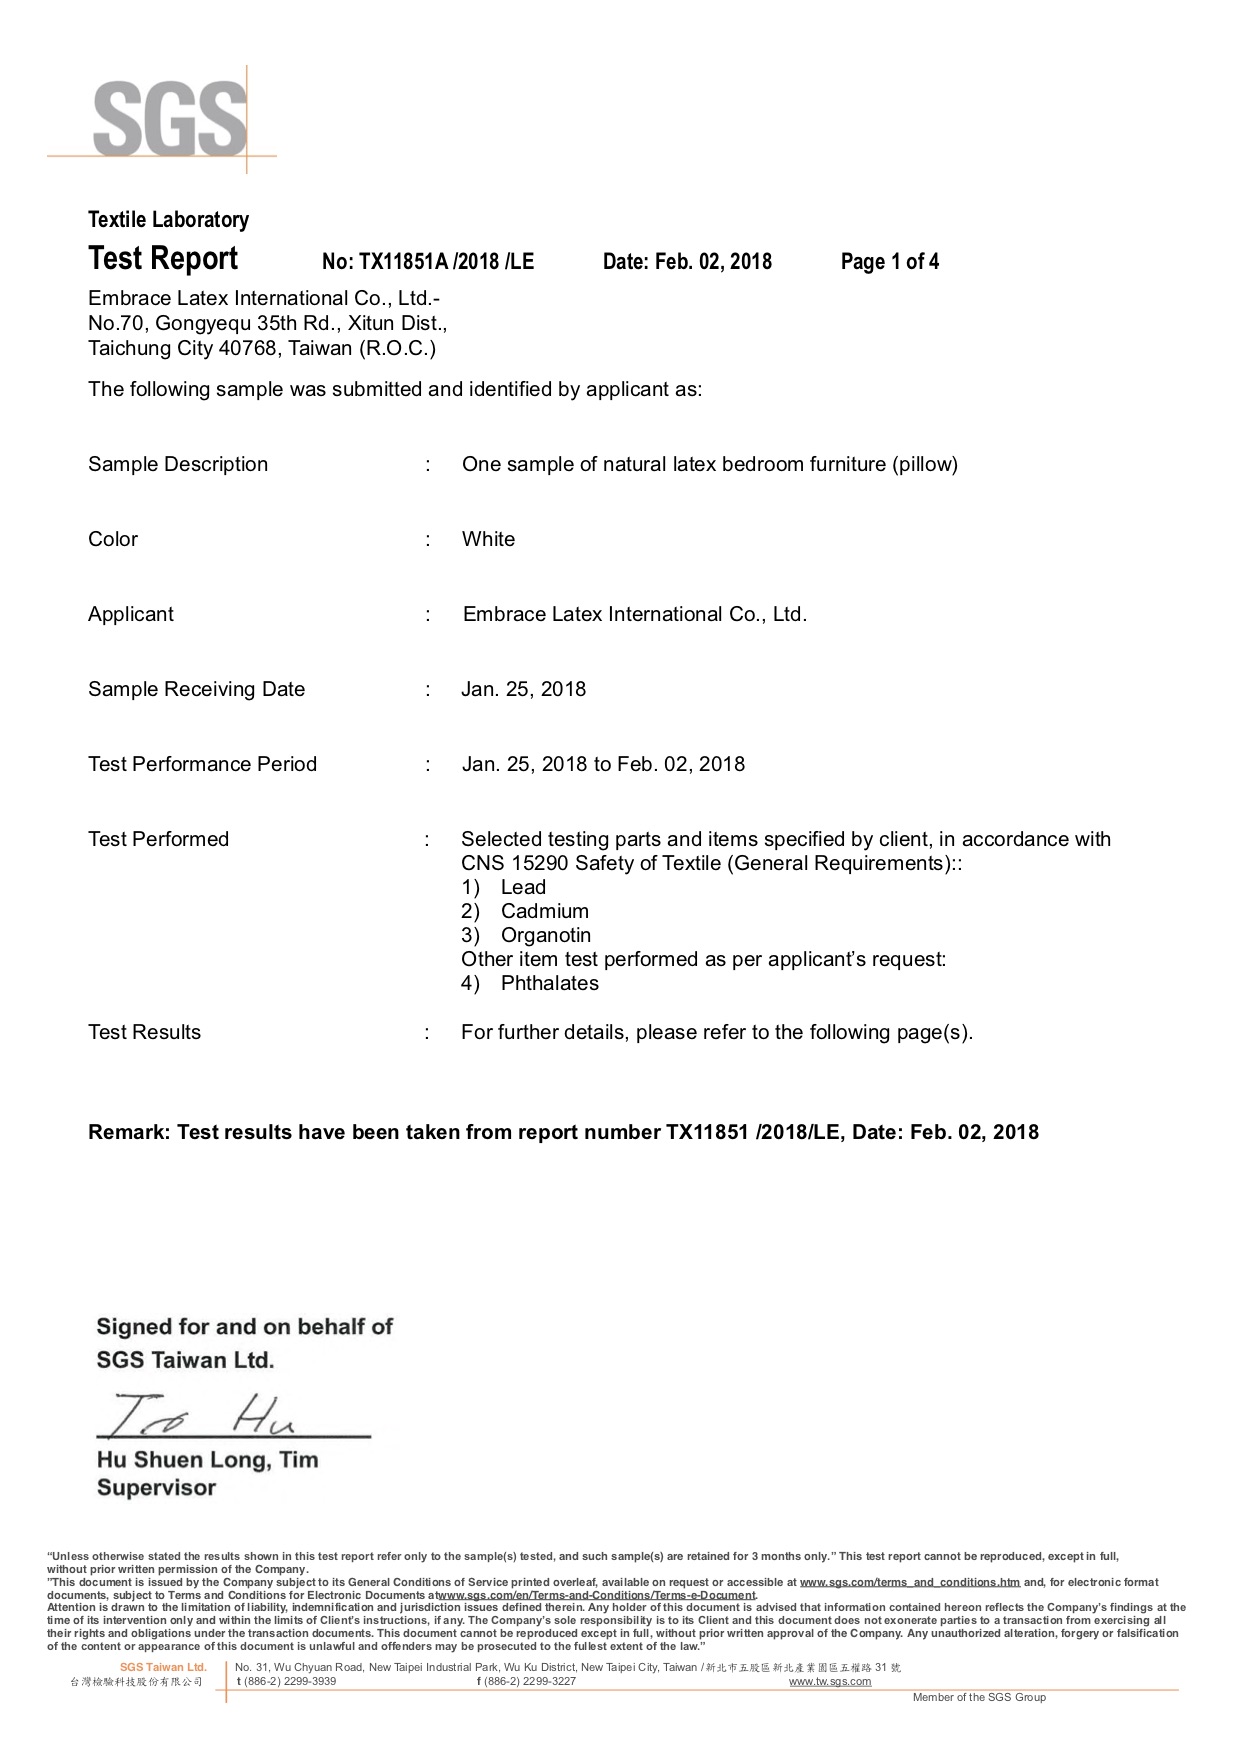 SGS
Textile Laboratory
Test Report No: TX11851A /2018 /LE Date: Feb. 02, 2018 Page 1 of 4
Embrace Latex International Co., Ltd.-
No.70, Gongyequ 35th Rd., Xitun Dist.,
Taichung City 40768, Taiwan (R.O.C.)
The following sample was submitted and identified by applicant as:
Sample Description : One sample of natural latex bedroom furniture (pillow)
Color : White
Applicant : Embrace Latex International Co., Ltd.
Sample Receiving Date : Jan. 25, 2018
Test Performance Period : Jan. 25, 2018 to Feb. 02, 2018
Test Performed : Selected testing parts and items specified by client, in accordance with
CNS 15290 Safety of Textile (General Requirements)::
1) Lead
2) Cadmium
3) Organotin
Other item test performed as per applicant’s request:
4) Phthalates
Test Results : For further details, please refer to the following page(s).
Remark: Test results have been taken from report number TX11851 /2018/LE, Date: Feb. 02, 2018
Signed for and on behalf of
SGS Taiwan Ltd.
Hu Shuen Long, Tim
Supervisor
“Unless otherwise stated the results shown in this test report refer only to the sample(s) tested, and such sample(s) are retained for 3 months only.” This test report cannot be reproduced, except in full,
without prior written permission of the Company.
”This document is issued by the Company subject to its General Conditions of Service printed overleaf, available on request or accessible at www.sgs.com/terms_and_conditions.htm and, for electronic format
documents, subject to Terms and Conditions for Electronic Documents atwww.sgs.com/en/Terms-and-Conditions/Terms-e-Document.
Attention is drawn to the limitation of liability, indemnification and jurisdiction issues defined therein. Any holder of this document is advised that information contained hereon reflects the Company’s findings at the
time of its intervention only and within the limits of Client’s instructions, if any. The Company’s sole responsibility is to its Client and this document does not exonerate parties to a transaction from exercising all
their rights and obligations under the transaction documents. This document cannot be reproduced except in full, without prior written approval of the Company. Any unauthorized alteration, forgery or falsification
of the content or appearance of this document is unlawful and offenders may be prosecuted to the fullest extent of the law.”
SGS Taiwan Ltd. No. 31, Wu Chyuan Road, New Taipei Industrial Park, Wu Ku District, New Taipei City, Taiwan /新北市五股區新北產業園區五權路 31 號
台灣檢驗科技股份有限公司 t (886-2) 2299-3939 f (886-2) 2299-3227 www.tw.sgs.com
Member of the SGS Group